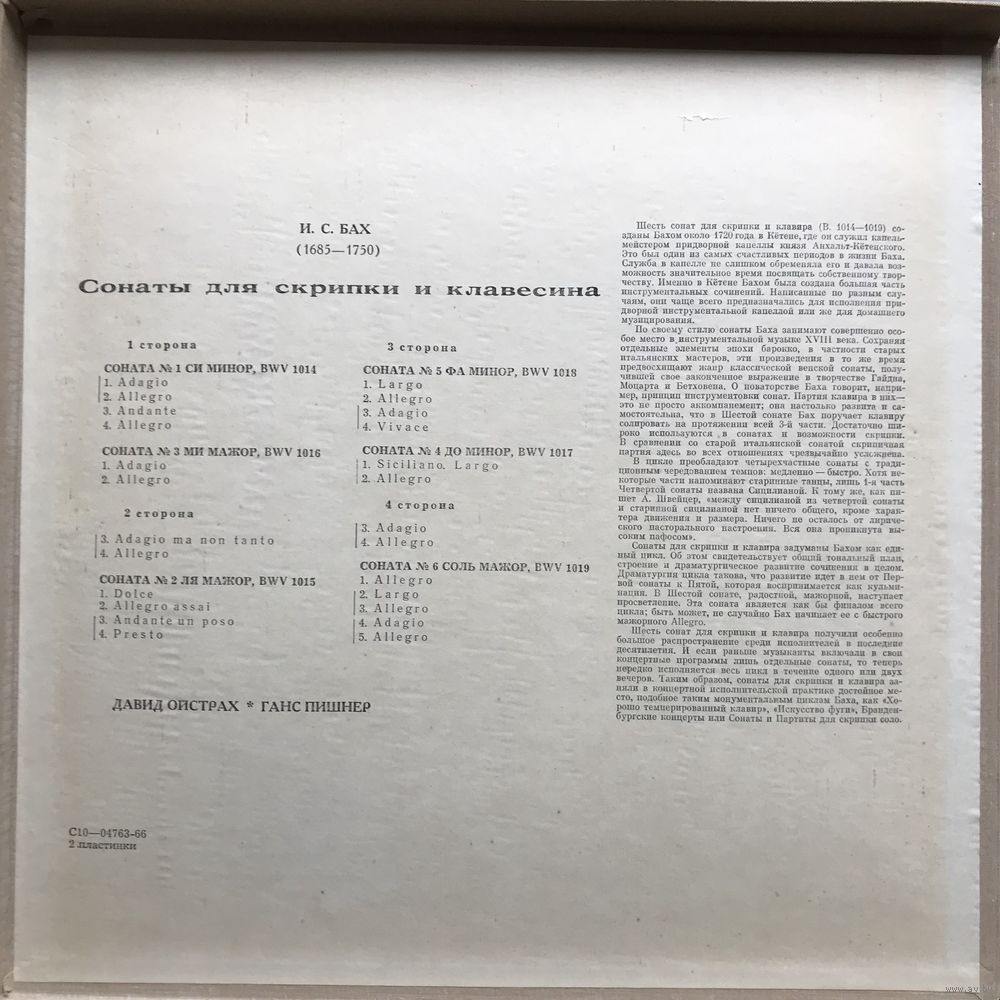 И. С. БАХ
(1685—1750)
Сонаты для скрипки и клавесина
1 сторона
СОНАТА № 1 СИ МИНОР, BWV 1014
1. Adagio
2. Allegro
3. Andante
4. Allegro
СОНАТА № 3 МИ МАЖОР, BWV 1016
1. Adagio
2. Allegro
2 сторона
3. Adagio ma non tanto
4. Allegro
СОНАТА № 2 ЛЯ МАЖОР, BWV 1015
1. Dolce
2. Allegro assai
3. Andante un poso
4. Presto
3 сторона
СОНАТА № 5 ФА МИНОР, BWV 1018
1. Largo
2. Allegro
3. Adagio
4. Vivace
СОНАТА № 4 ДО МИНОР, BWV 1017
1. Siciliano. Largo
2. Allegro
4 сторона
3. Adagio
4. Allegro
СОНАТА № 6 СОЛЬ МАЖОР, BWV 1019
1. Allegro
2. Largo
3. Allegro
4. Adagio
5. Allegro
ДАВИД ОЙСТРАХ * ГАНС ПИШНЕР
С10—04763-66
2 пластинки
Шесть сонат для скрипки и клавира (В. 1014—1019) со-
зданы Бахом около 1720 года в Кётене, где он служил капель-
мейстером придворной капеллы князя Анхальт-Кётенского.
Это был один из самых счастливых периодов в жизни Баха.
Служба в капелле не слишком обременяла его и давала воз-
можность значительное время посвящать собственному твор-
честву. Именно в Кётене Бахом была создана большая часть
инструментальных сочинений. Написанные по разным слу-
чаям, они чаще всего предназначались для исполнения при-
дворной инструментальной капеллой или же для домашнего
музицирования.
По своему стилю сонаты Баха занимают совершенно осо-
бое место в инструментальной музыке XVIII века. Сохраняя
отдельные элементы эпохи барокко, в частности старых
итальянских мастеров, эти произведения в то же время
предвосхищают жанр классической венской сонаты, полу-
чившей свое законченное выражение в творчестве Гайдна,
Моцарта и Бетховена. О новаторстве Баха говорит, напри-
мер, принцип инструментовки сонат. Партия клавира в них—
это не просто аккомпанемент; она настолько развита и са-
мостоятельна, что в Шестой сонате Бах поручает клавиру
солировать на протяжении всей 3-й части. Достаточно ши-
роко используются в сонатах и возможности скрипки.
В сравнении со старой итальянской сонатой скрипичная
партия здесь во всех отношениях чрезвычайно усложнена.
В цикле преобладают четырехчастные сонаты с тради-
ционным чередованием темпов: медленно — быстро. Хотя не-
которые части напоминают старинные танцы, лишь 1-я часть
Четвертой сонаты названа Сицилианой. К тому же, как пи-
шет А. Швейцер, «между сицилианой из четвертой сонаты
и старинной сицилианой нет ничего общего, кроме харак-
тера движения и размера. Ничего не осталось от лириче-
ского пасторального настроения. Вся она проникнута вы-
соким пафосом».
Сонаты для скрипки и клавира задуманы Бахом как еди-
ный цикл. Об этом свидетельствует общий тональный план,
строение и драматургическое развитие сочинения в целом.
Драматургия цикла такова, что развитие идет в нем от Пер-
вой сонаты к Пятой, которая воспринимается как кульми-
нация. В Шестой сонате, радостной, мажорной, наступает
просветление. Эта соната является как бы финалом всего
цикла; быть может, не случайно Бах начинает ее с быстрого
мажорного Allegro.
Шесть сонат для скрипки и клавира получили особенно
большое распространение среди исполнителей в последние
десятилетия. И если раньше музыканты включали в свои
концертные программы лишь отдельные сонаты, то теперь
нередко исполняется весь цикл в течение одного или двух
вечеров. Таким образом, сонаты для скрипки и клавира за-
няли в концертной исполнительской практике достойное ме-
сто, подобное таким монументальным циклам Баха, как «Хо-
рошо темперированный клавир», «Искусство фуги», Бранден-
бургские концерты или Сонаты и Партиты для скрипки соло.